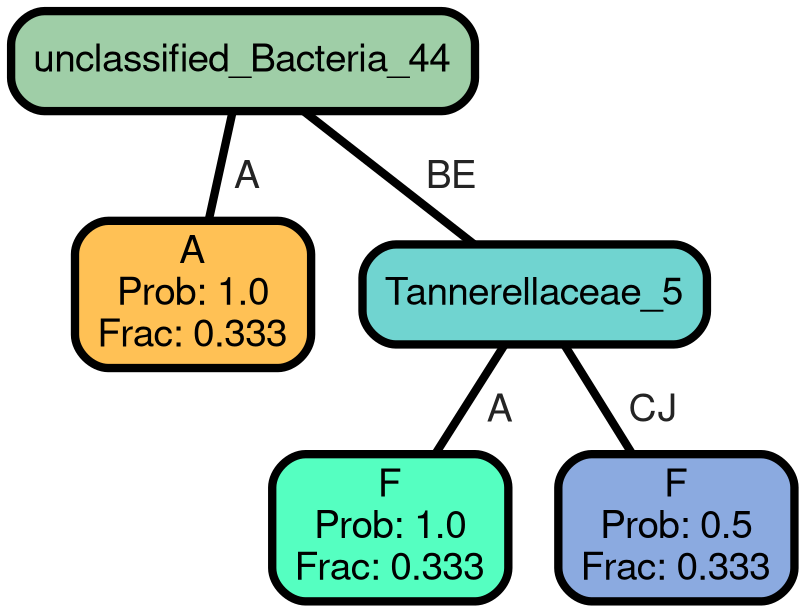 unclassified_Bacteria_44
A
BE
A
Prob: 1.0
Frac: 0.333
Tannerellaceae_5
A
CJ
F
Prob: 1.0
Frac: 0.333
F
Prob: 0.5
Frac: 0.333